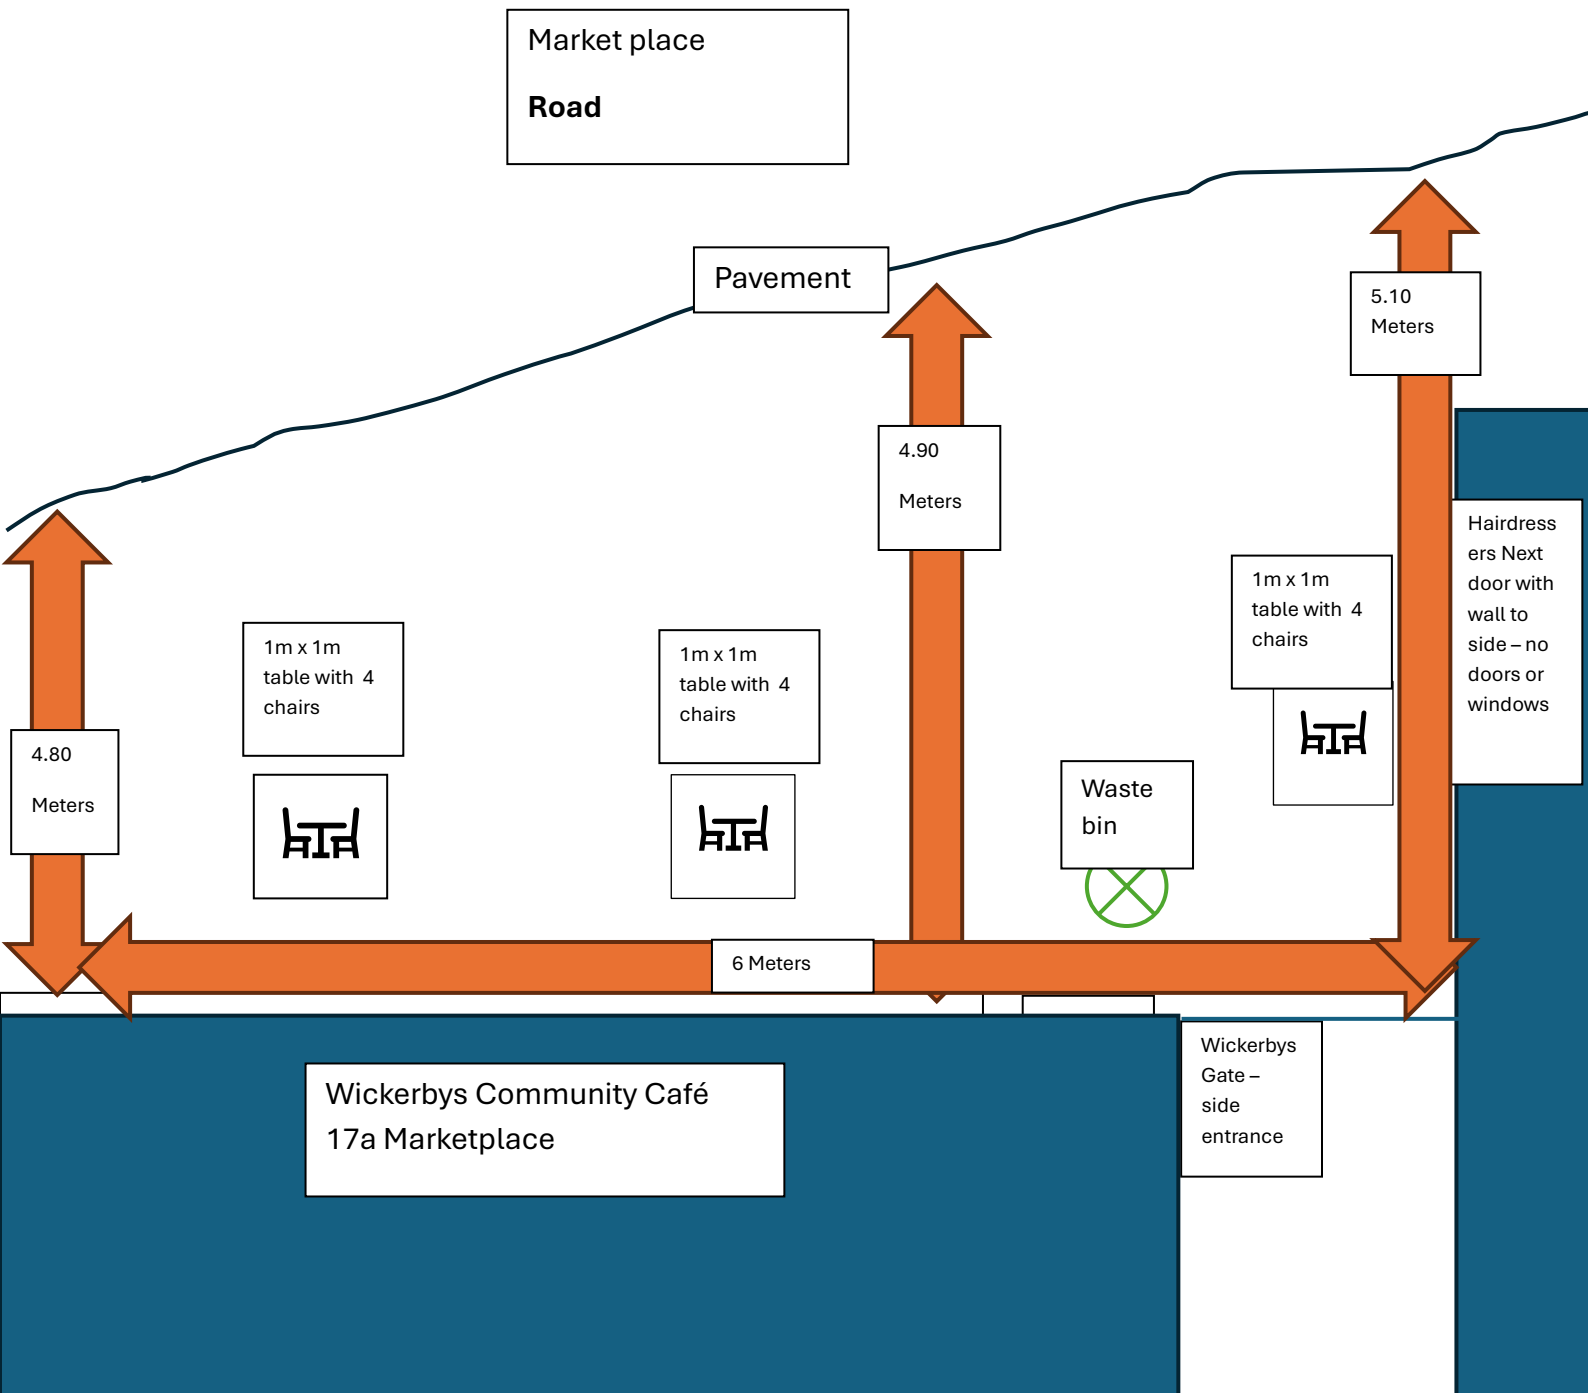 Market place
Road
Pavement
5.10
Meters
4.90
Meters
Hairdress
ers Next
door with
wall to
side – no
doors or
windows
1m x 1m
table with  4
chairs
1m x 1m
table with  4
chairs
1m x 1m
table with  4
chairs
4.80
Meters
Waste
bin
6 Meters
Wickerbys Community Café
17a Marketplace
Wickerbys
Gate –
side
entrance